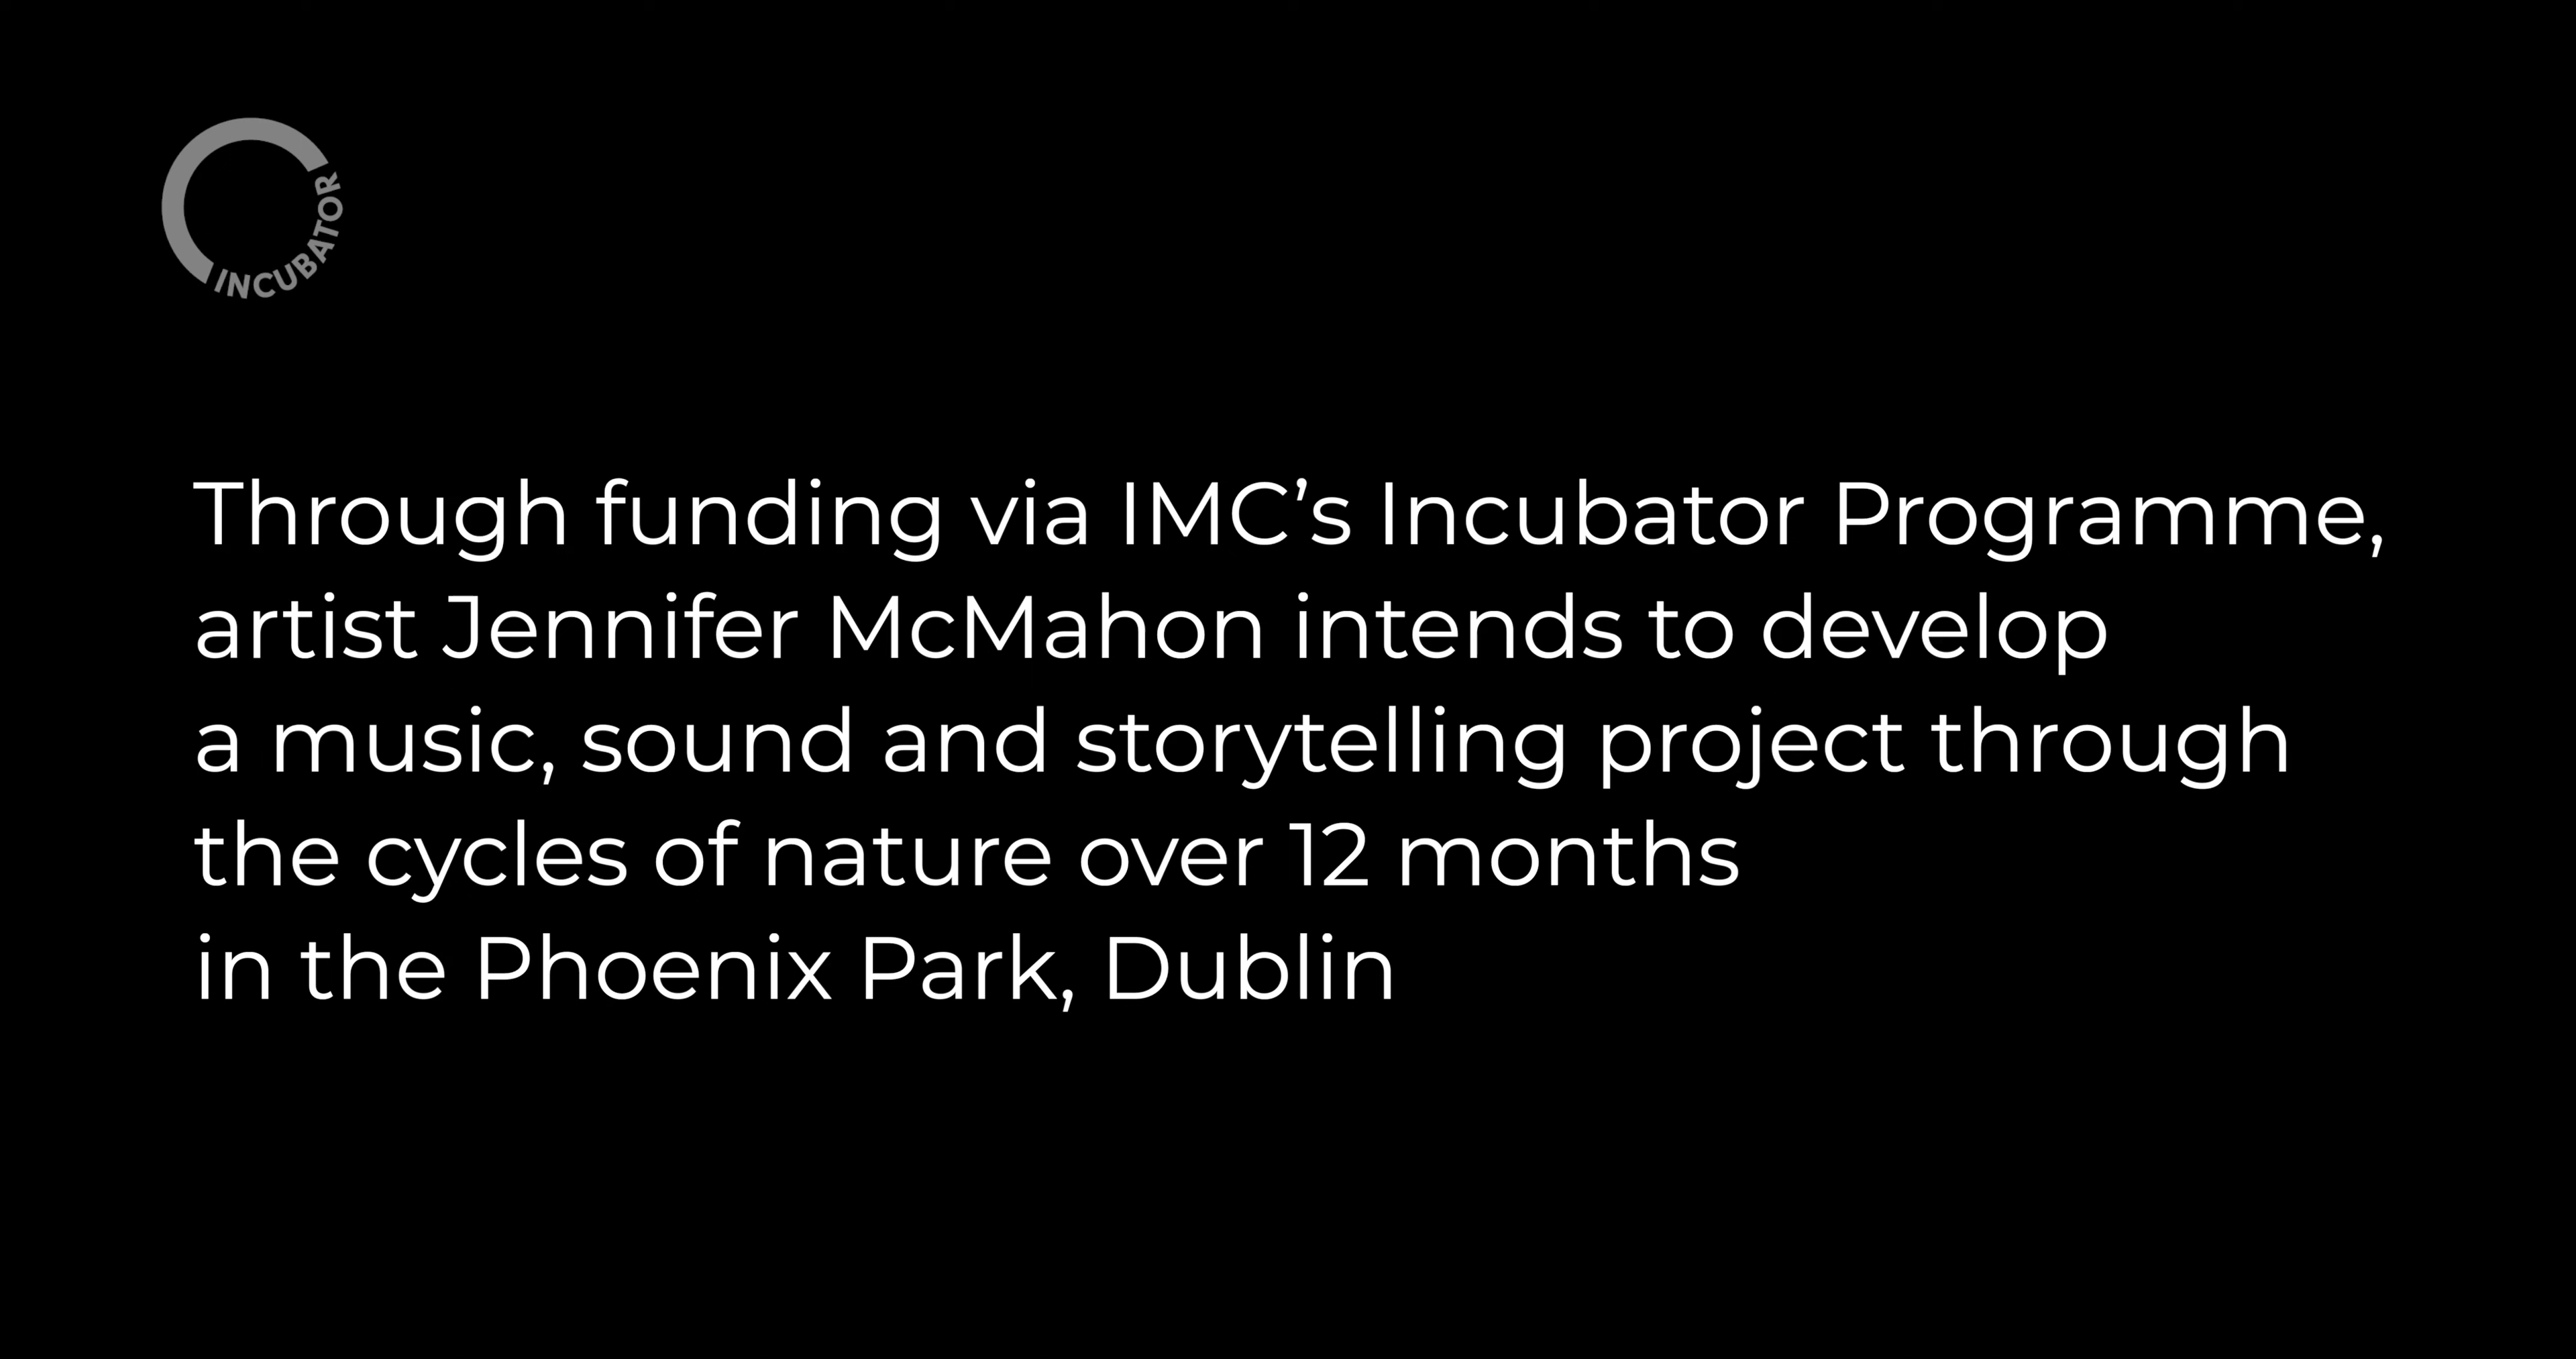 INCUBATOR
Through funding via IMC’s Incubator Programme,
artist Jennifer McMahon intends to develop
a music, sound and storytelling project through
the cycles of nature over 12 months
in the Phoenix Park, Dublin